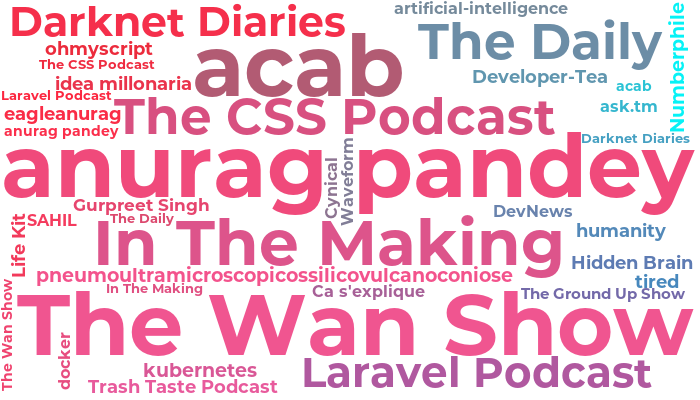 artificial-intelligence
Darknet Diaries
The Daily
Numberphile
ohmyscript
acab
The CSS Podcast
Developer-Tea
idea millonaria
acab
Laravel Podcast
The CSS Podcast
ask.tm
eagleanurag
anurag pandey
Darknet Diaries
anurag pandey
Cynical
Waveform
Gurpreet Singh
DevNews
SAHIL
The Daily
Life Kit
In The Making
humanity
Hidden Brain
pneumoultramicroscopicossilicovulcanoconiose
tired
The Wan Show
In The Making
Ca s'explique
The Ground Up Show
The Wan Show
docker
kubernetes
Laravel Podcast
Trash Taste Podcast